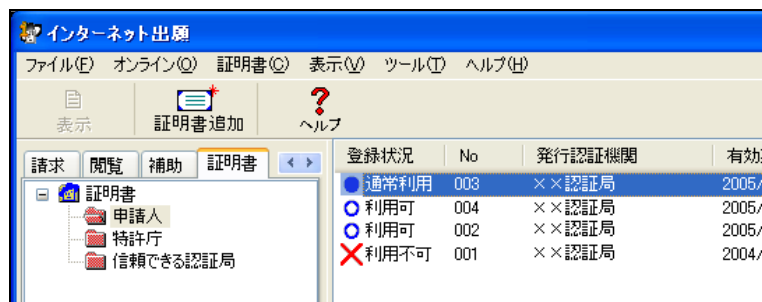 インターネット出願
ファイル(F) オンライン(O) 証明書(C) 表示(V) ツール(T) ヘルプ(H)
表示 証明書追加 ヘルプ
請求 閲覧 補助 証明書
証明書
申請人
特許庁
信頼できる認証局
登録状況 No 発行認証機関 有効
通常利用 003 ××認証局 2005/
利用可 004 ××認証局 2005/
利用可 002 ××認証局 2005/
利用不可 001 ××認証局 2004/